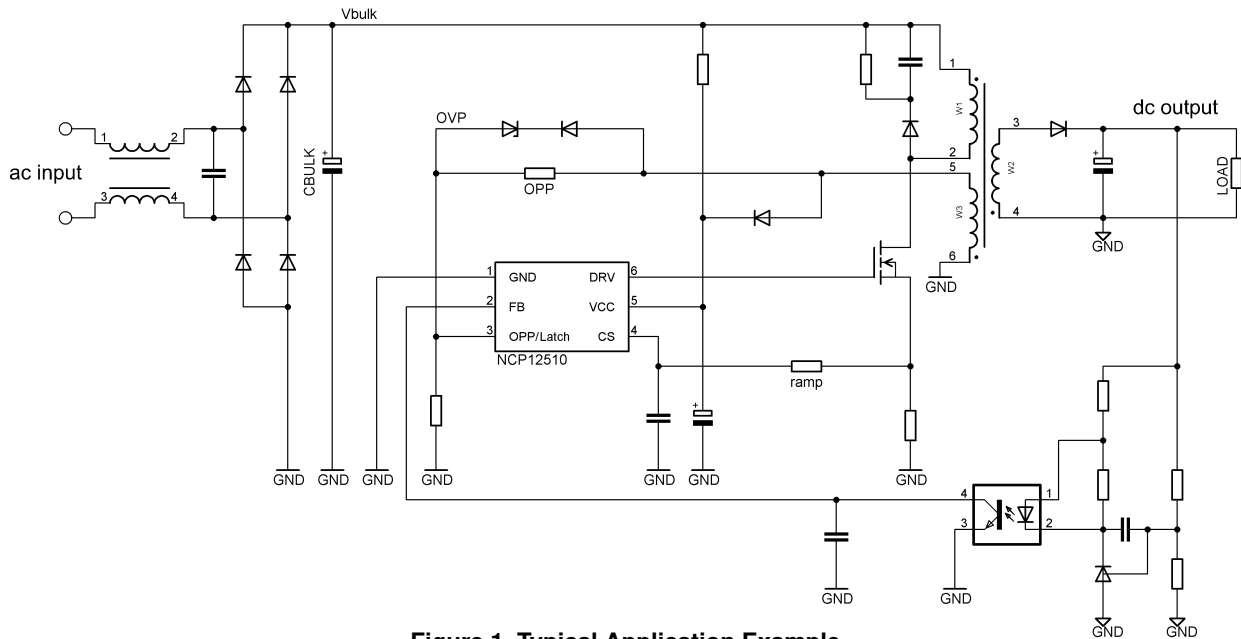 Vbulk
1
OVP
dc output
3
W1
1 2
ac input
CBULK
+
2
W2
+
LOAD
OPP
5
3 4
W3
4
GND
6
GND
1 GND DRV 6
2 FB VCC 5
3 OPP/Latch CS 4
NCP12510
ramp
+
GND GND GND GND GND GND GND
4 1
3 2
GND GND
GND GND
Figure 1. Typical Application Example